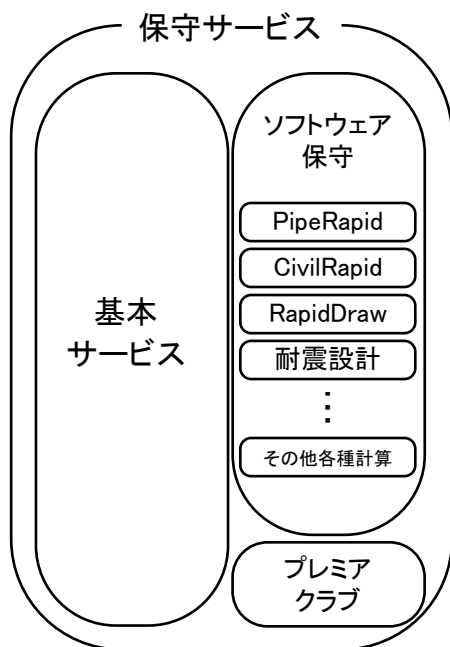 保守サービス
基本
サービス
ソフトウェア
保守
PipeRapid
CivilRapid
RapidDraw
耐震設計
⋮
その他各種計算
プレミア
クラブ